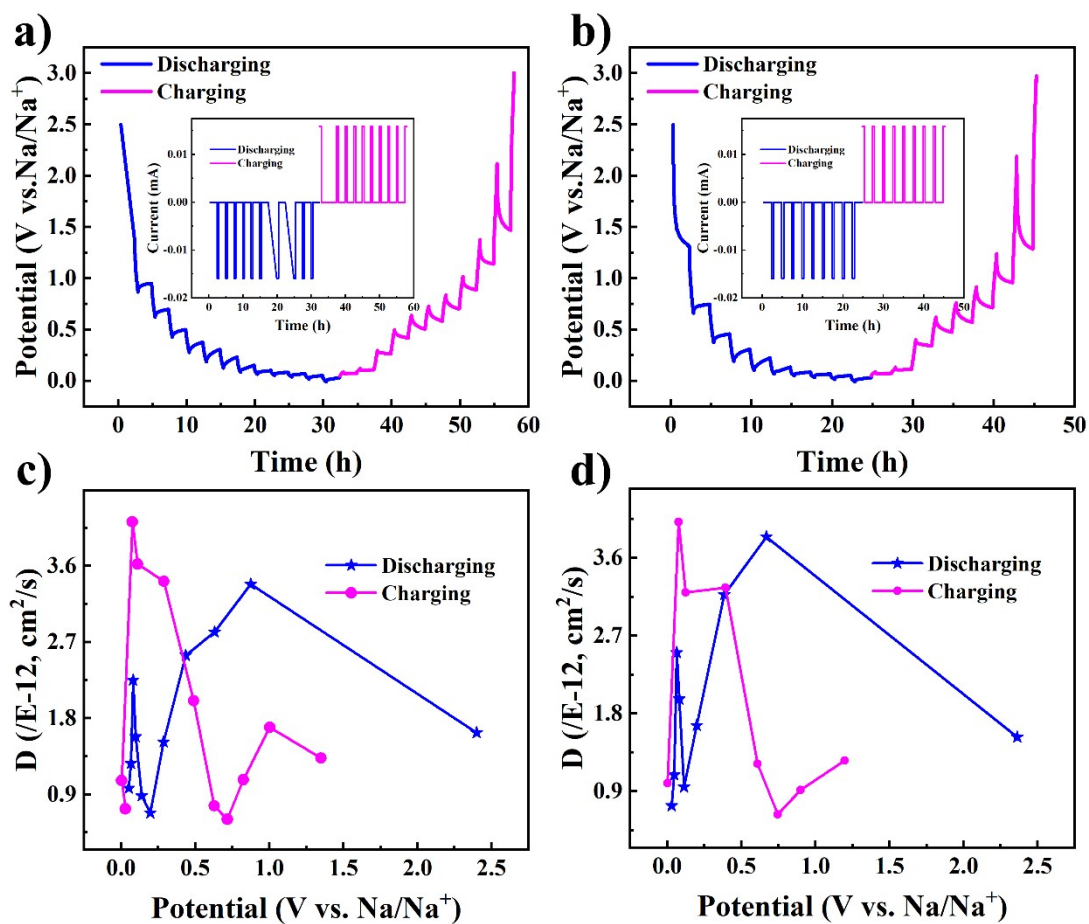 a)
Discharging
Charging
Potential (V vs.Na/Na+)
3.0
2.5
2.0
1.5
1.0
0.5
0.0
0 10 20 30 40 50 60
Time (h)
Discharging
Charging
Current (mA)
0.01
0.00
-0.01
-0.02
0 10 20 30 40 50 60
Time (h)
b)
Discharging
Charging
Potential (V vs.Na/Na+)
3.0
2.5
2.0
1.5
1.0
0.5
0.0
0 10 20 30 40 50
Time (h)
Discharging
Charging
Current (mA)
0.01
0.00
-0.01
-0.02
0 10 20 30 40 50
Time (h)
c)
Discharging
Charging
D (/E-12, cm2/s)
3.6
2.7
1.8
0.9
0.0 0.5 1.0 1.5 2.0 2.5
Potential (V vs. Na/Na+)
d)
Discharging
Charging
D (/E-12, cm2/s)
3.6
2.7
1.8
0.9
0.0 0.5 1.0 1.5 2.0 2.5
Potential (V vs. Na/Na+)